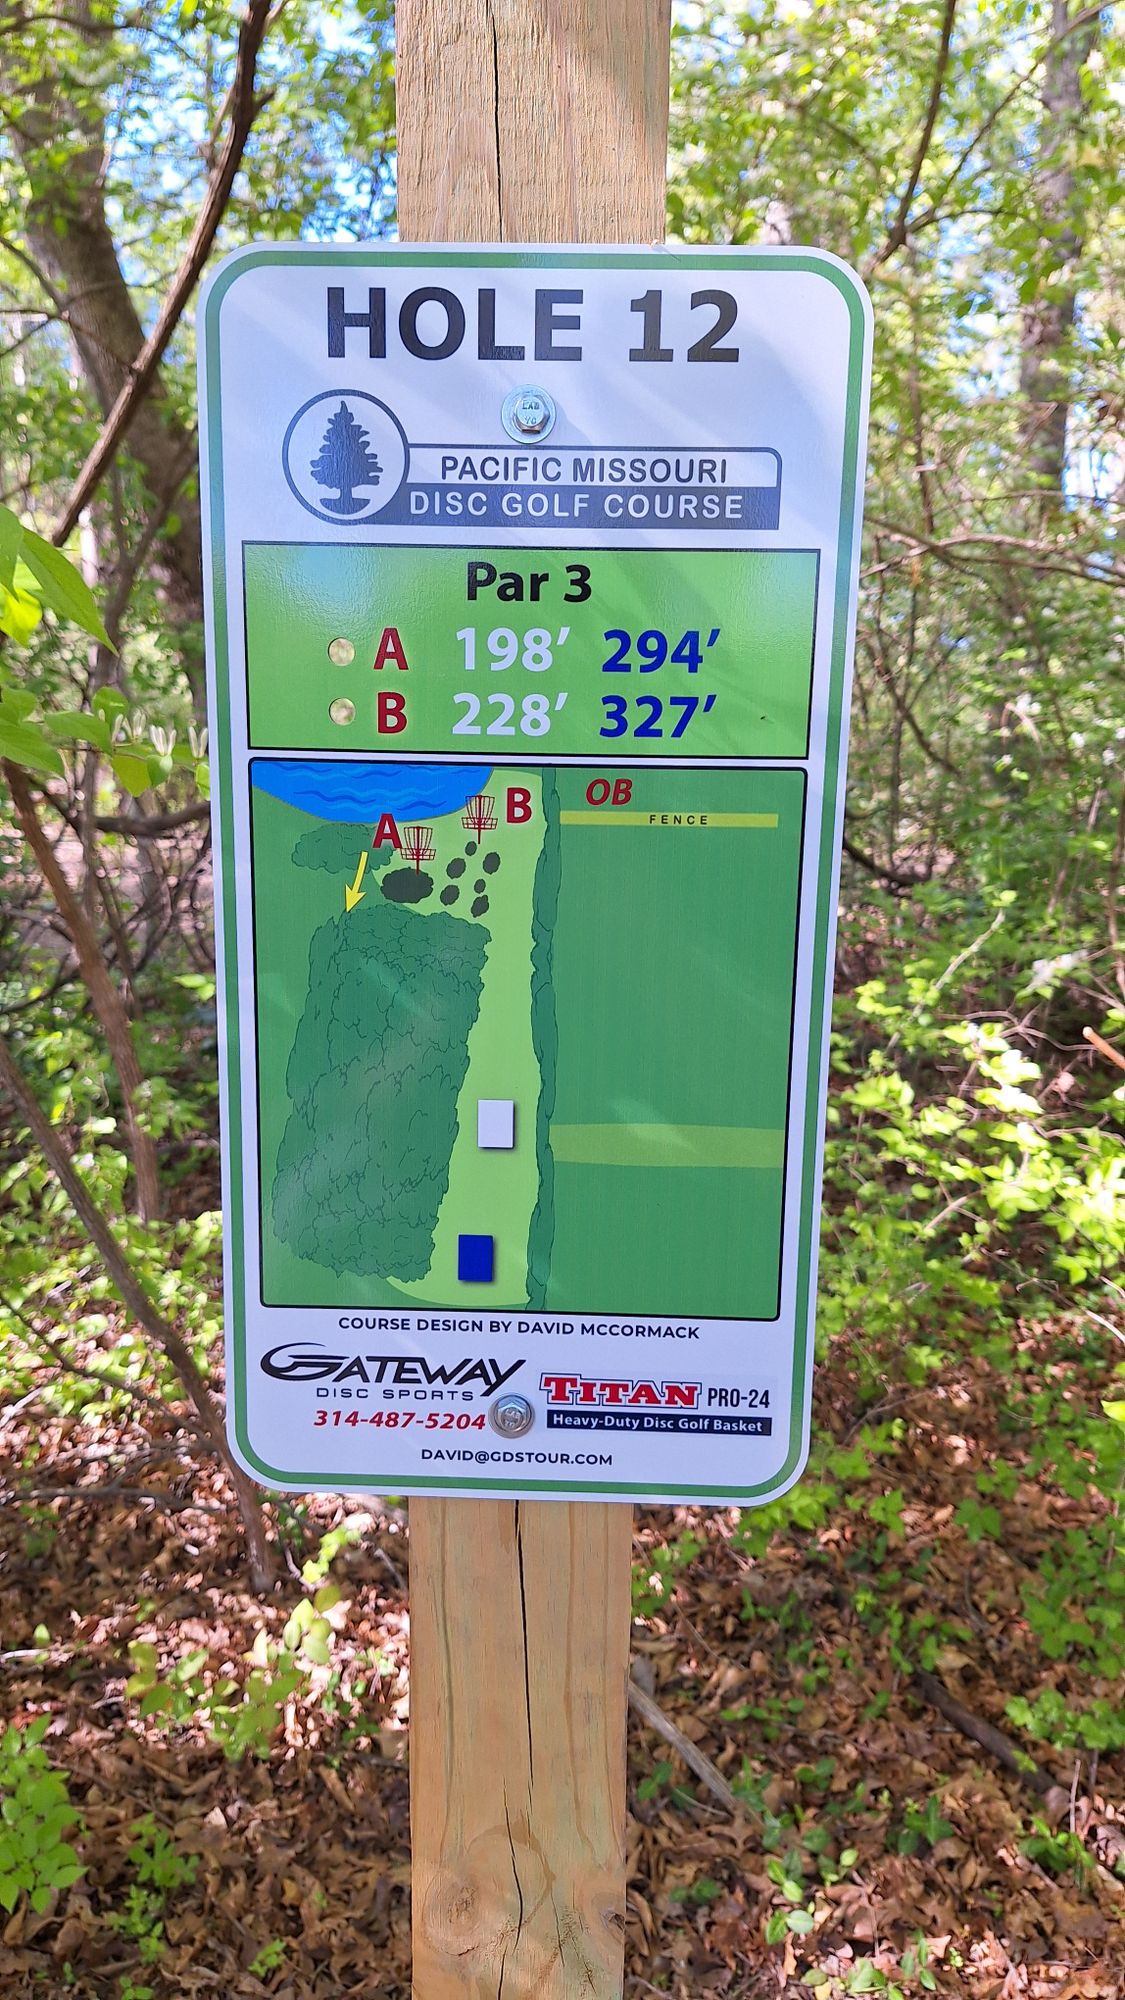 HOLE 12
PACIFIC MISSOURI
DISC GOLF COURSE
Par 3
A 198′ 294′
B 228′ 327′
OB
FENCE
B
A
COURSE DESIGN BY DAVID MCCORMACK
GATEWAY
DISC SPORTS
314-487-5204
TITAN PRO-24
Heavy-Duty Disc Golf Basket
DAVID@GDSTOUR.COM